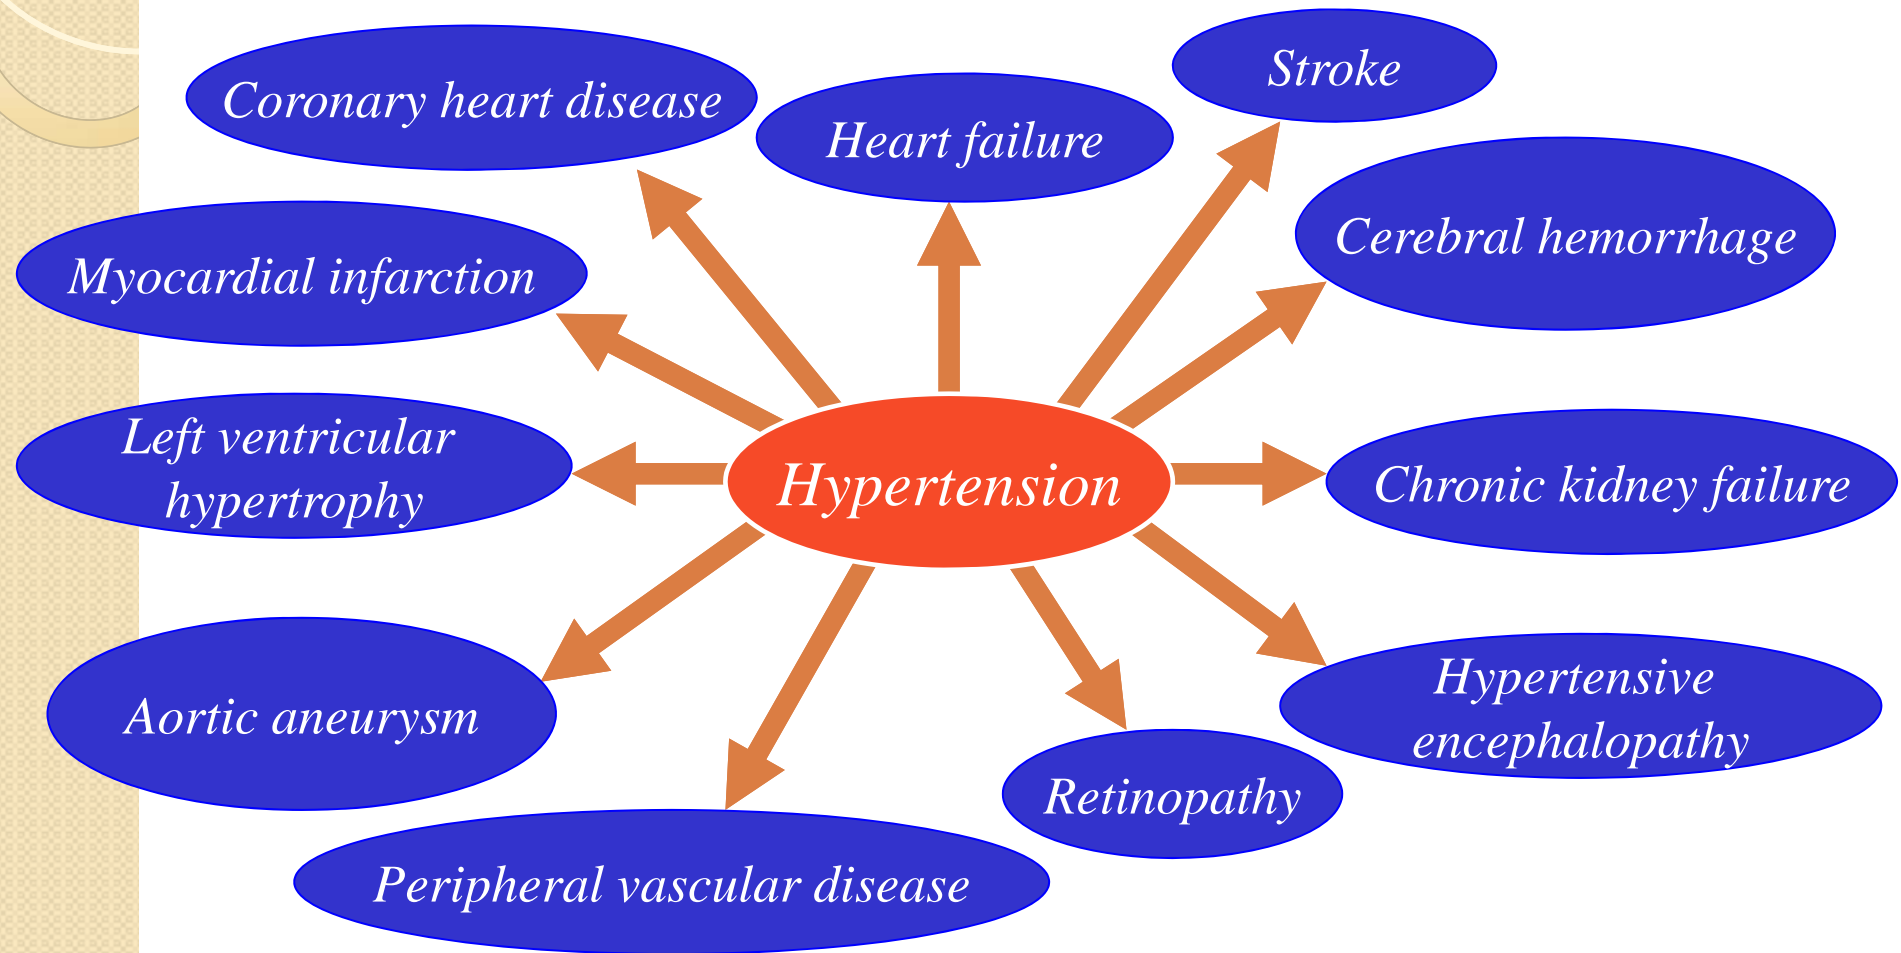 Stroke
Coronary heart disease
Heart failure
Cerebral hemorrhage
Myocardial infarction
Left ventricular
hypertrophy
Hypertension
Chronic kidney failure
Hypertensive
encephalopathy
Aortic aneurysm
Retinopathy
Peripheral vascular disease